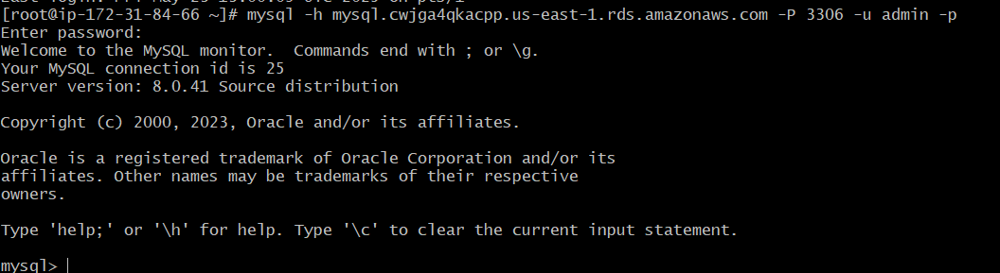 [root@ip-172-31-84-66 ~]# mysql -h mysql.cwjga4qkacpp.us-east-1.rds.amazonaws.com -P 3306 -u admin -p
Enter password:
Welcome to the MySQL monitor.  Commands end with ; or \g.
Your MySQL connection id is 25
Server version: 8.0.41 Source distribution

Copyright (c) 2000, 2023, Oracle and/or its affiliates.

Oracle is a registered trademark of Oracle Corporation and/or its
affiliates. Other names may be trademarks of their respective
owners.

Type 'help;' or '\h' for help. Type '\c' to clear the current input statement.

mysql>